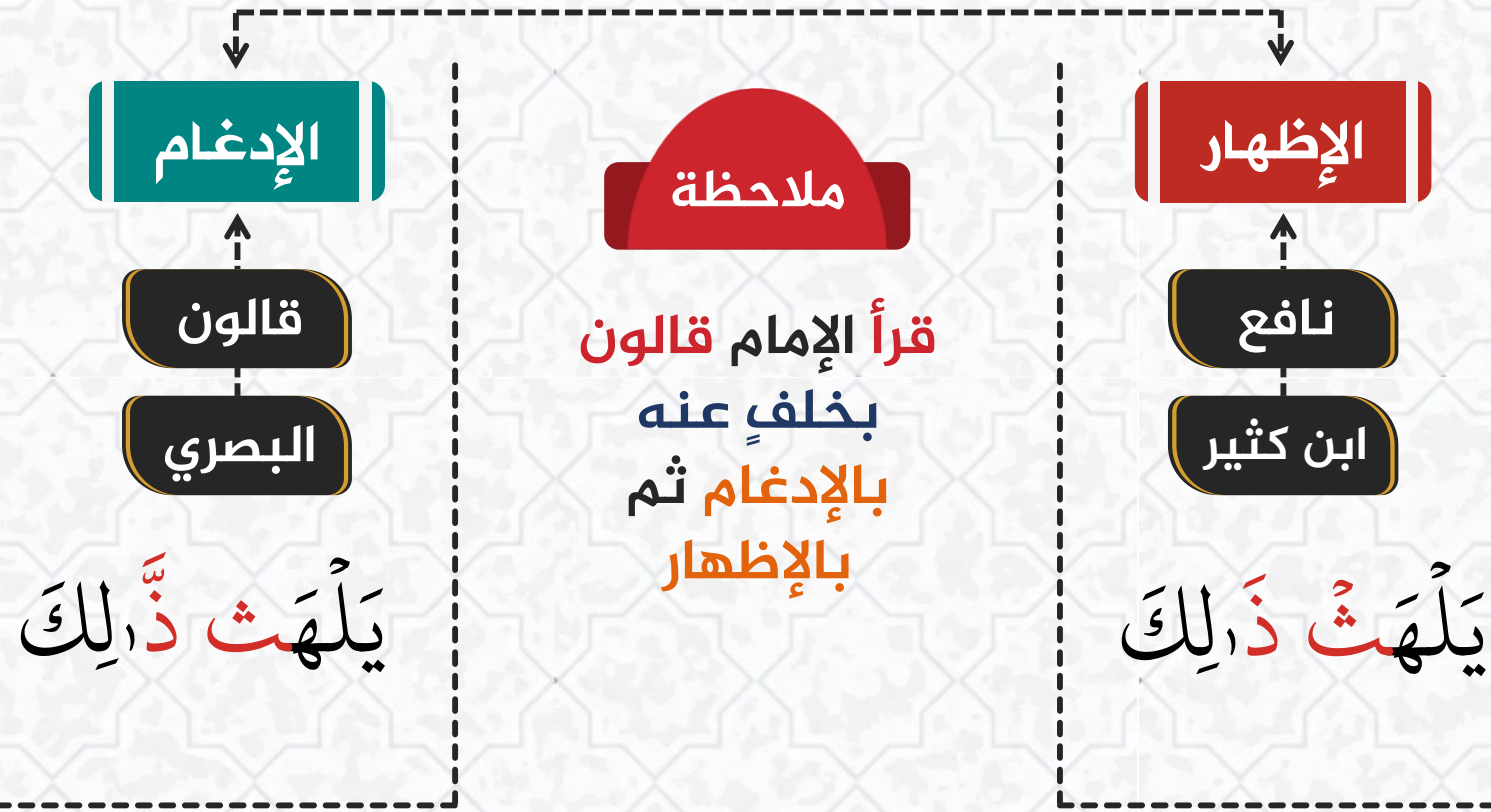 الإظهار
نافع
ابن كثير
يَلْهَثْ ذَٰلِكَ
ملاحظة
قرأ الإمام قالون
بخلفٍ عنه
بالإدغام ثم
بالإظهار
الإدغام
قالون
البصري
يَلْهَث ذَّٰلِكَ